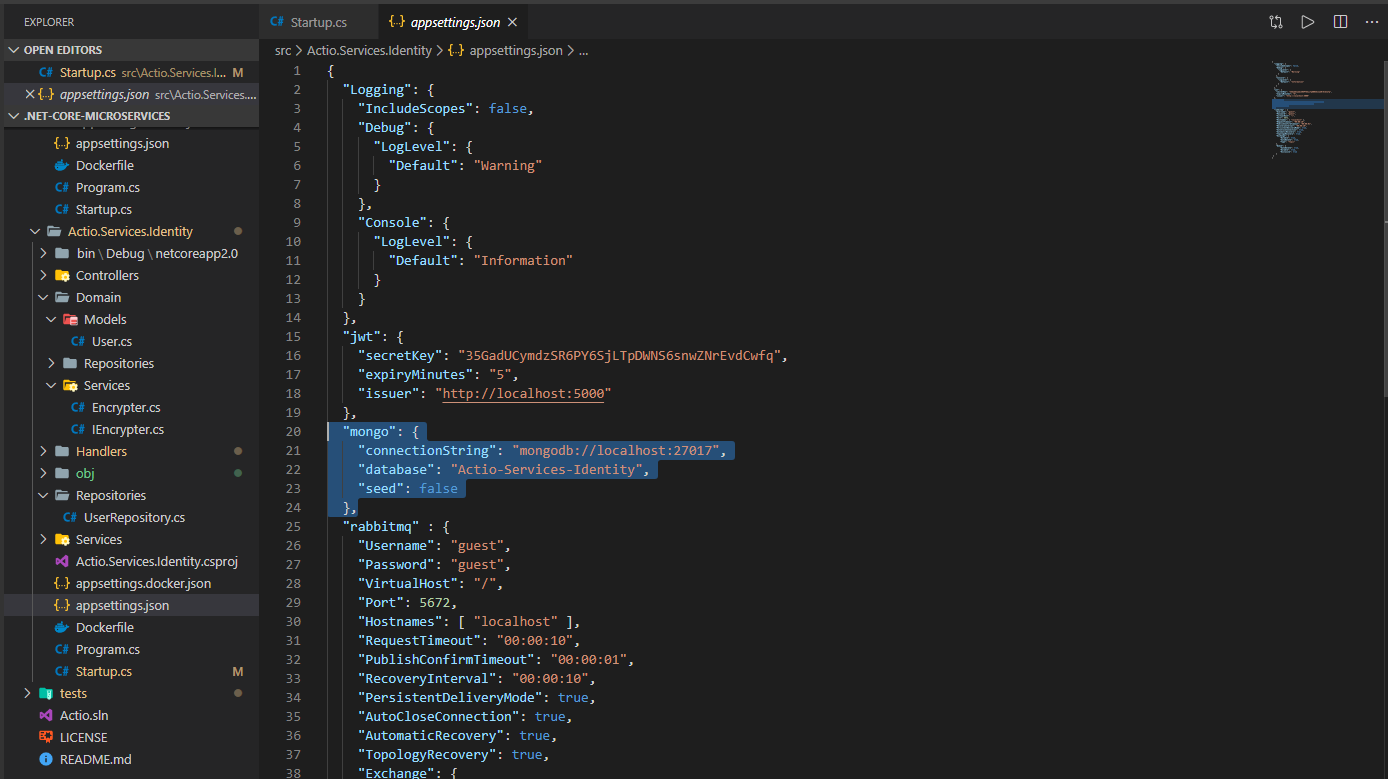 EXPLORER
OPEN EDITORS
Startup.cs src\Actio.Services.I... M
appsettings.json src\Actio.Services....
.NET-CORE-MICROSERVICES
appsettings.json
Dockerfile
Program.cs
Startup.cs
Actio.Services.Identity
bin \ Debug \ netcoreapp2.0
Controllers
Domain
Models
User.cs
Repositories
Services
Encrypter.cs
IEncrypter.cs
Handlers
obj
Repositories
UserRepository.cs
Services
Actio.Services.Identity.csproj
appsettings.docker.json
appsettings.json
Dockerfile
Program.cs
Startup.cs M
tests
Actio.sln
LICENSE
README.md
Startup.cs appsettings.json
src > Actio.Services.Identity > {..} appsettings.json > ...
1 {
2 "Logging": {
3 "IncludeScopes": false,
4 "Debug": {
5 "LogLevel": {
6 "Default": "Warning"
7 }
8 },
9 "Console": {
10 "LogLevel": {
11 "Default": "Information"
12 }
13 }
14 },
15 "jwt": {
16 "secretKey": "35GadUCymdzSR6PY6SjLTpDWNS6snwZNrEvdCwfq",
17 "expiryMinutes": "5",
18 "issuer": "http://localhost:5000"
19 },
20 "mongo": {
21 "connectionString": "mongodb://localhost:27017",
22 "database": "Actio-Services-Identity",
23 "seed": false
24 },
25 "rabbitmq" : {
26 "Username": "guest",
27 "Password": "guest",
28 "VirtualHost": "/",
29 "Port": 5672,
30 "Hostnames": [ "localhost" ],
31 "RequestTimeout": "00:00:10",
32 "PublishConfirmTimeout": "00:00:01",
33 "RecoveryInterval": "00:00:10",
34 "PersistentDeliveryMode": true,
35 "AutoCloseConnection": true,
36 "AutomaticRecovery": true,
37 "TopologyRecovery": true,
38 "Exchange": {